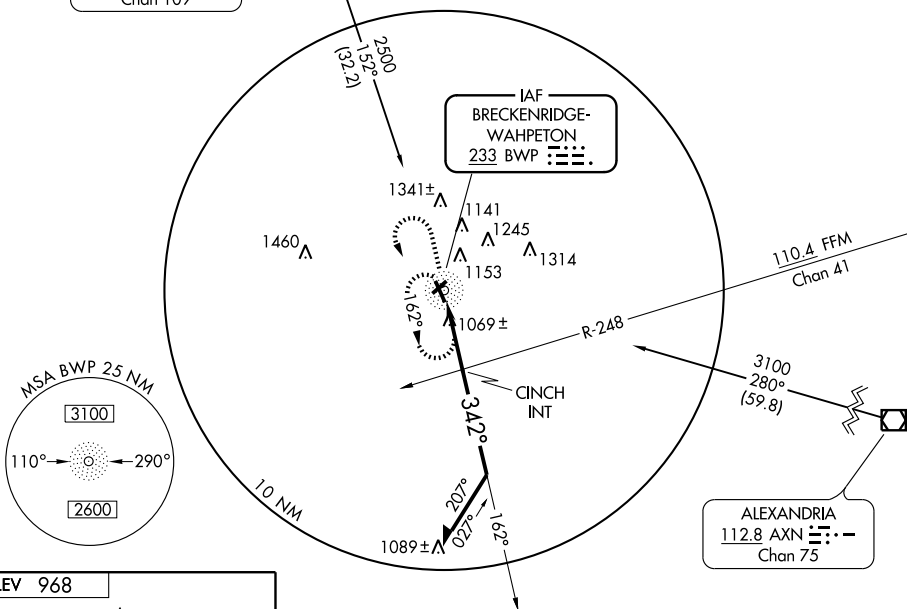 Chan 109
2500
152°
(32.2)
IAF
BRECKENRIDGE-
WAHPETON
233 BWP
1341±
1141
1245
1460
1314
1153
110.4 FFM
Chan 41
162°
1069±
R-248
3100
280°
(59.8)
CINCH
INT
MSA BWP 25 NM
3100
110°
290°
2600
342°
10 NM
207°
027°
162°
1089±
ALEXANDRIA
112.8 AXN
Chan 75
LEV 968